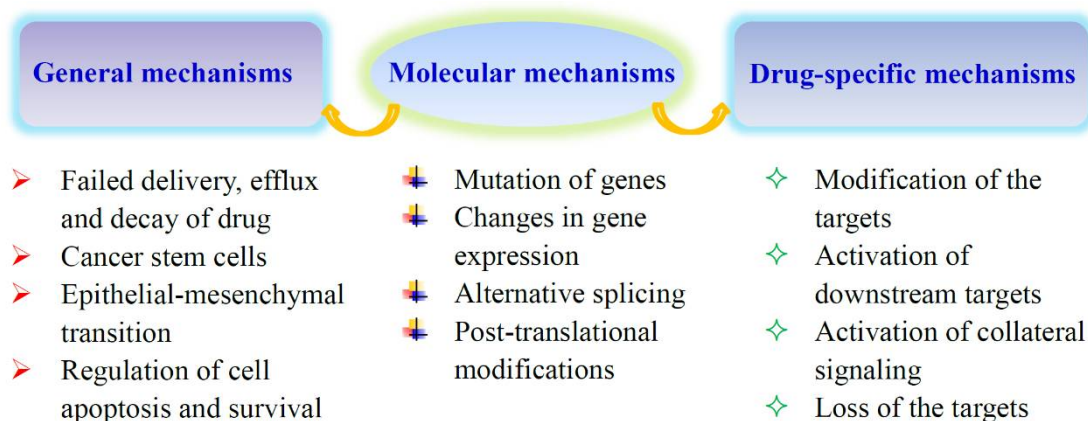 General mechanisms
Failed delivery, efflux
and decay of drug
Cancer stem cells
Epithelial-mesenchymal
transition
Regulation of cell
apoptosis and survival
Molecular mechanisms
Mutation of genes
Changes in gene
expression
Alternative splicing
Post-translational
modifications
Drug-specific mechanisms
Modification of the
targets
Activation of
downstream targets
Activation of collateral
signaling
Loss of the targets